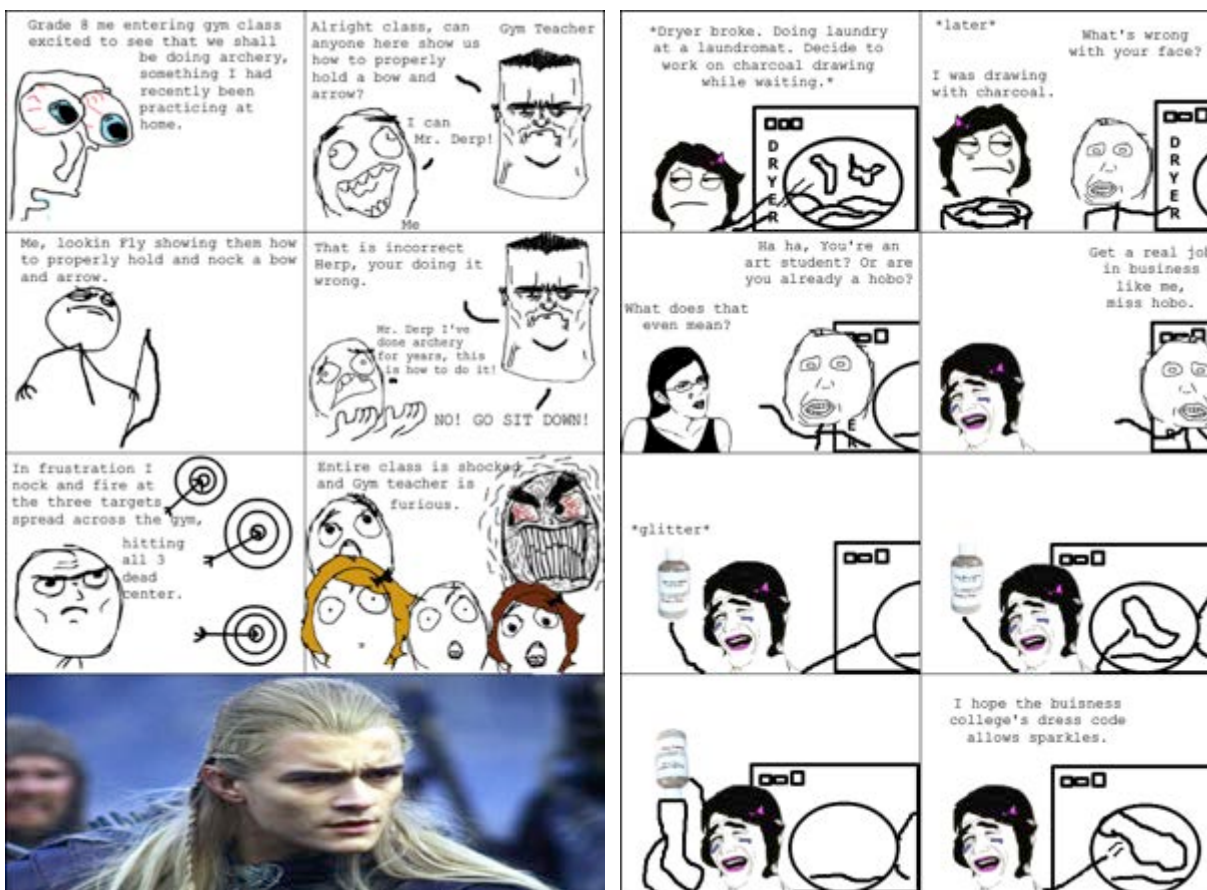 Grade 8 me entering gym class
excited to see that we shall
be doing archery,
something I had
recently been
practicing at
home.
Alright class, can
anyone here show us
how to properly
hold a bow and
arrow?
Gym Teacher
I can
Mr. Derp!
Me
Me, lookin Fly showing them how
to properly hold and nock a bow
and arrow.
That is incorrect
Herp, your doing it
wrong.
Mr. Derp I've
done archery
for years, this
is how to do it!
NO! GO SIT DOWN!
In frustration I
nock and fire at
the three targets
spread across the gym,
hitting
all 3
dead
center.
Entire class is shocked
and Gym teacher is
furious.
*Dryer broke. Doing laundry
at a laundromat. Decide to
work on charcoal drawing
while waiting.*
DRYER
*later*
What's wrong
with your face?
I was drawing
with charcoal.
DRYER
Ha ha, You're an
art student? Or are
you already a hobo?
What does that
even mean?
E
R
Get a real job
in business
like me,
miss hobo.
*glitter*
I hope the buisness
college's dress code
allows sparkles.